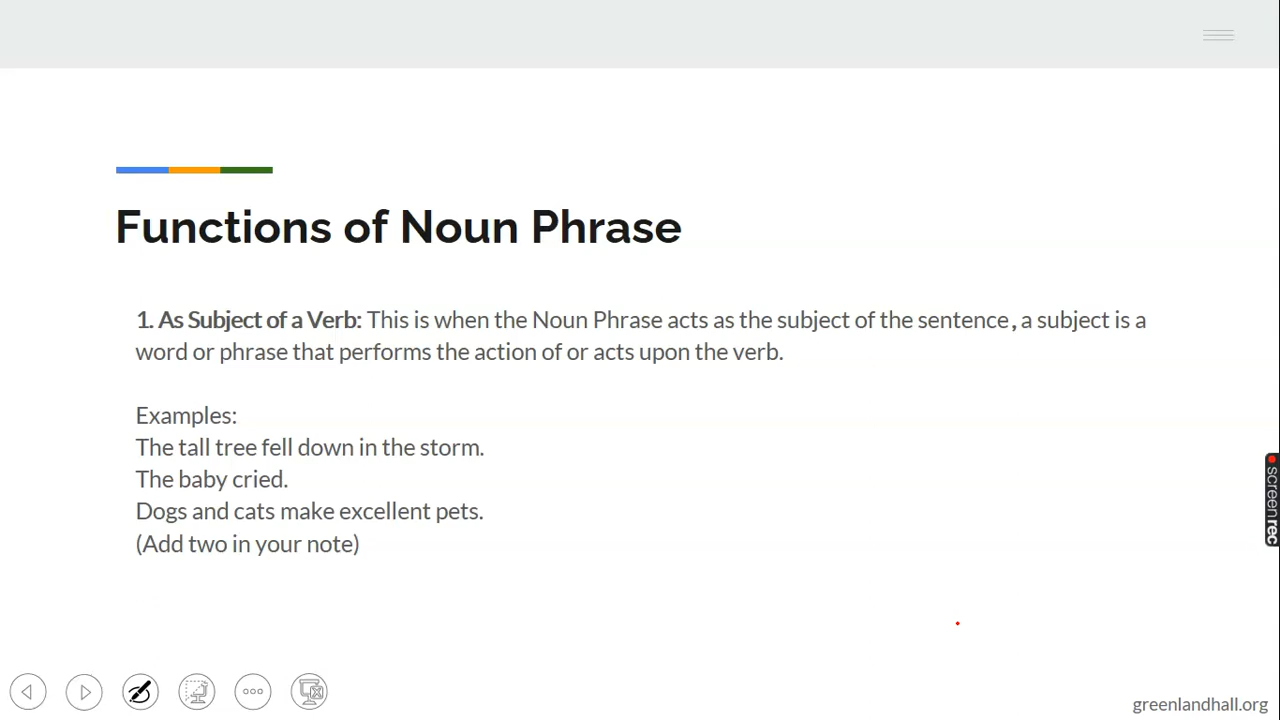 Functions of Noun Phrase
1. As Subject of a Verb: This is when the Noun Phrase acts as the subject of the sentence, a subject is a
word or phrase that performs the action of or acts upon the verb.
Examples:
The tall tree fell down in the storm.
The baby cried.
Dogs and cats make excellent pets.
(Add two in your note)
screenrec
greenlandhall.org